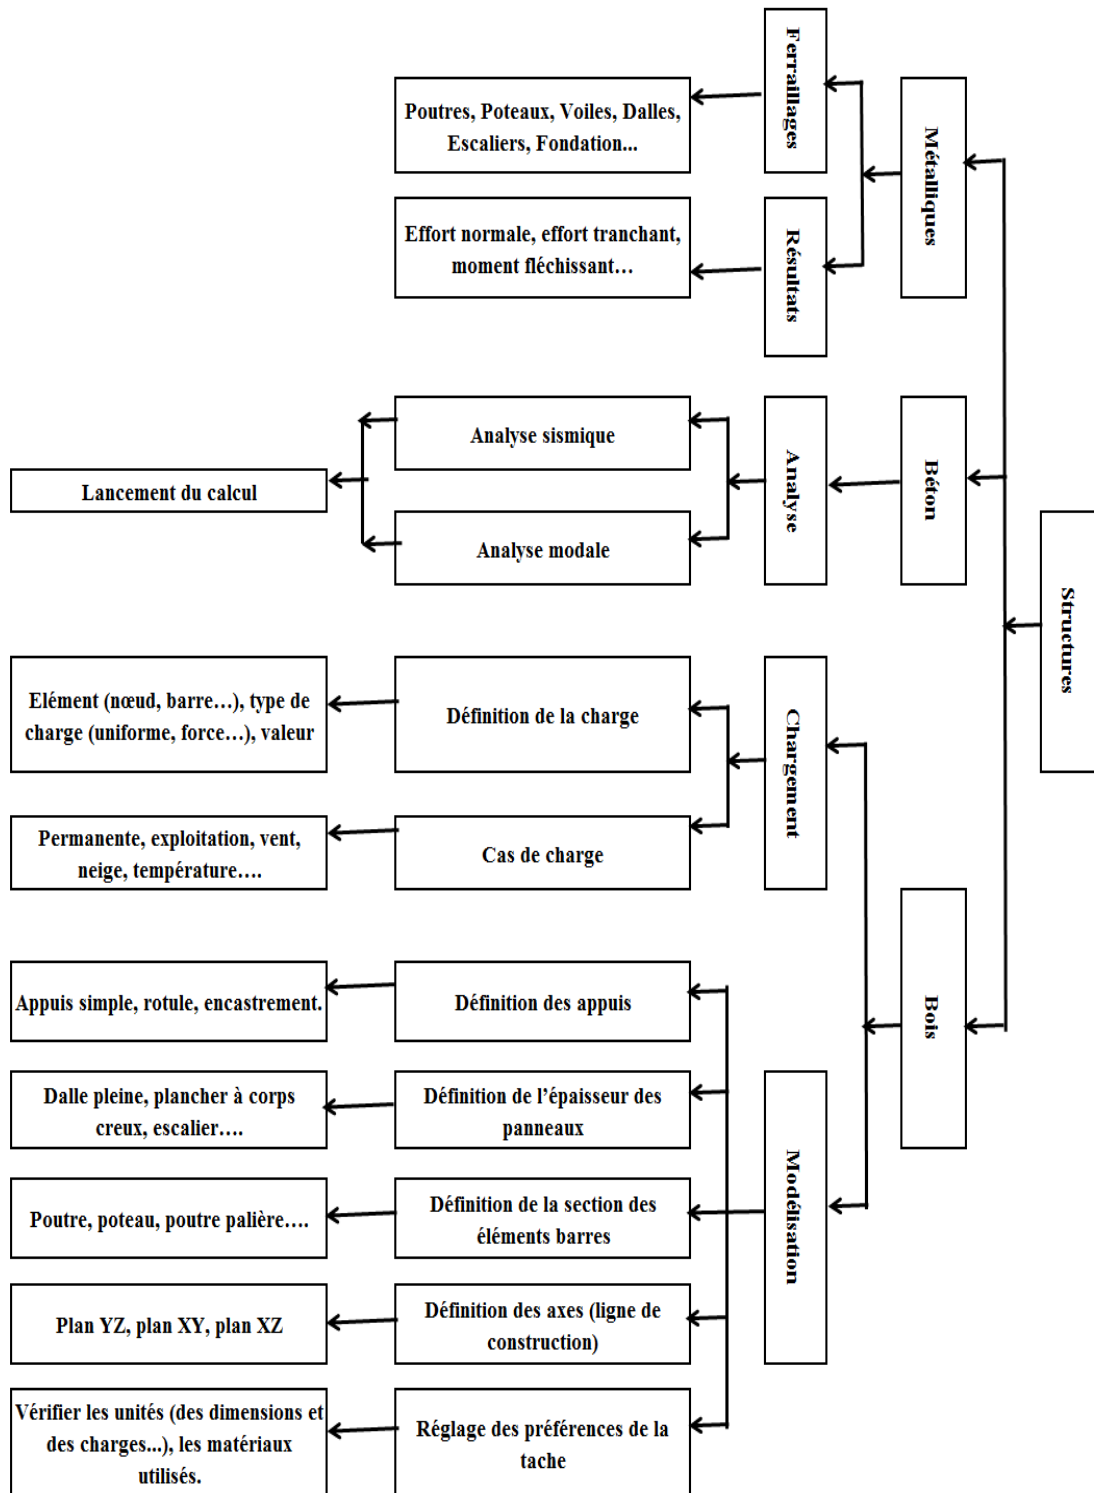 Structures
Métalliques
Béton
Bois
Ferraillages
Résultats
Analyse
Chargement
Modélisation
Poutres, Poteaux, Voiles, Dalles,
Escaliers, Fondation...
Effort normale, effort tranchant,
moment fléchissant…
Analyse sismique
Analyse modale
Lancement du calcul
Définition de la charge
Elément (nœud, barre…), type de
charge (uniforme, force…), valeur
Cas de charge
Permanente, exploitation, vent,
neige, température….
Définition des appuis
Appuis simple, rotule, encastrement.
Définition de l’épaisseur des
panneaux
Dalle pleine, plancher à corps
creux, escalier….
Définition de la section des
éléments barres
Poutre, poteau, poutre palière….
Définition des axes (ligne de
construction)
Plan YZ, plan XY, plan XZ
Réglage des préférences de la
tache
Vérifier les unités (des dimensions et
des charges...), les matériaux
utilisés.